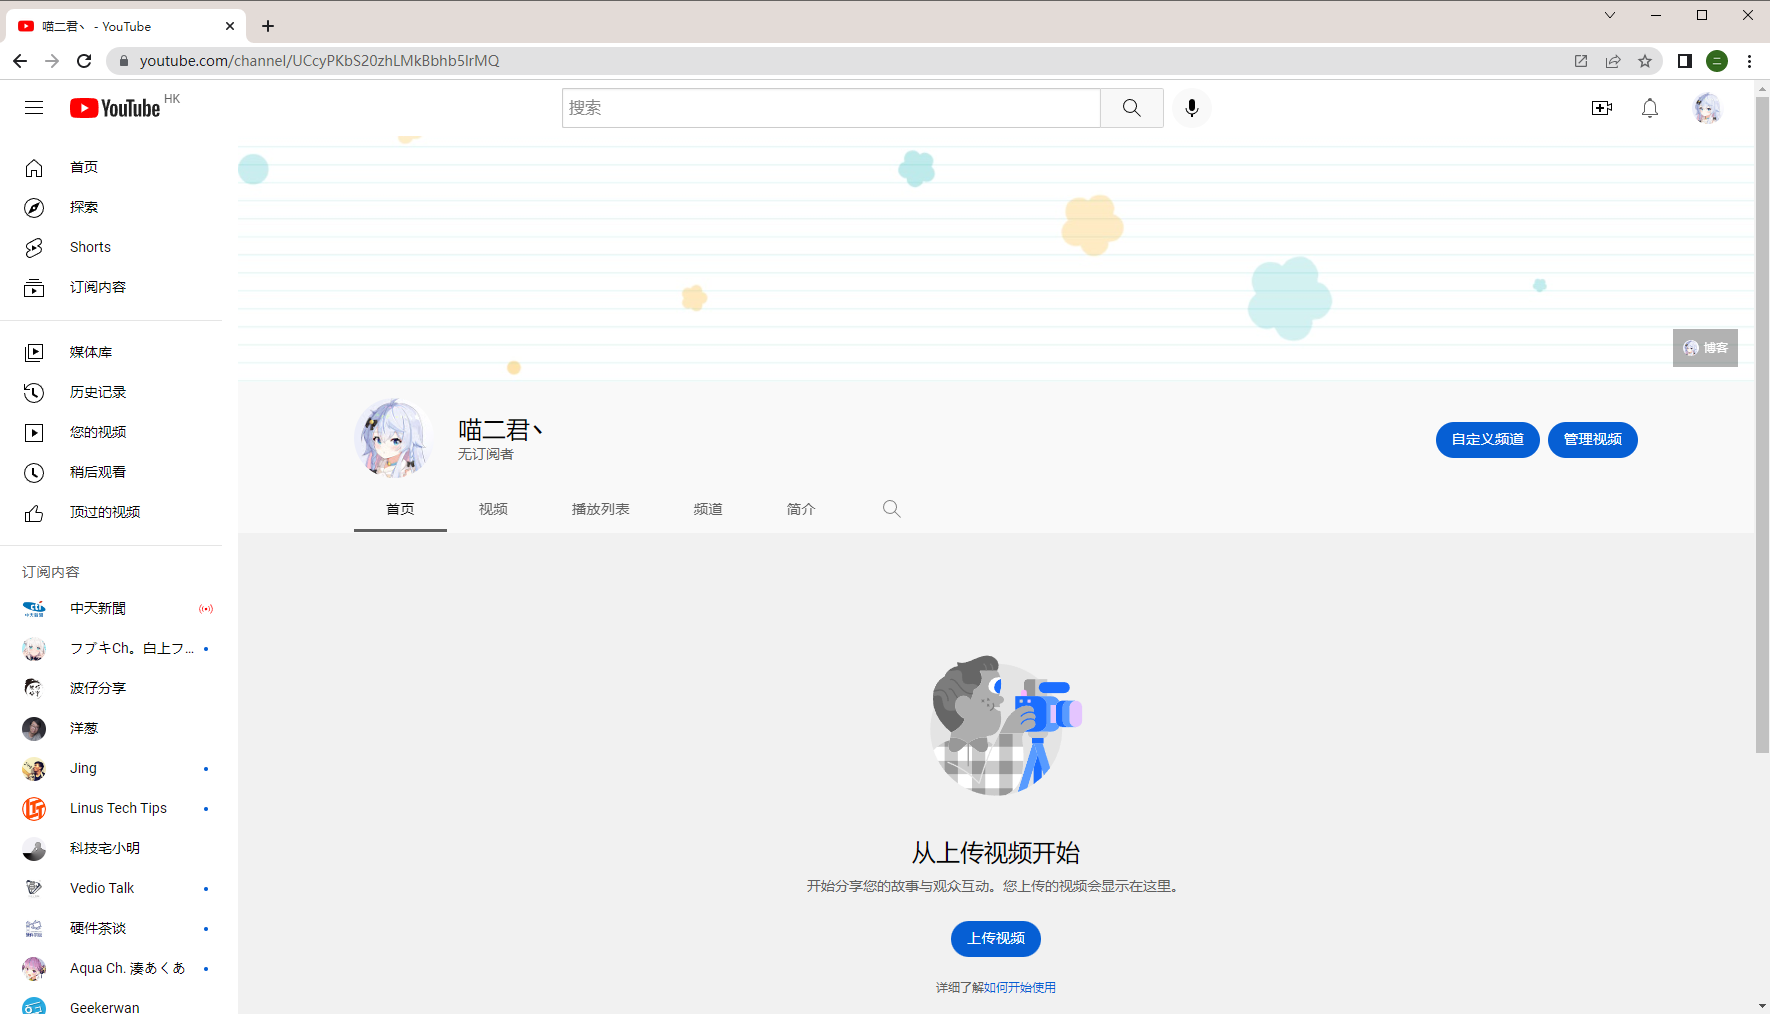 喵二君丶 - YouTube
youtube.com/channel/UCcyPKbS20zhLMkBbhb5IrMQ
二
YouTube HK
搜索
首页
探索
Shorts
订阅内容
媒体库
历史记录
您的视频
稍后观看
顶过的视频
订阅内容
中天新聞
フブキCh。白上フ...
波仔分享
洋葱
Jing
Linus Tech Tips
科技宅小明
Vedio Talk
硬件茶谈
Aqua Ch. 湊あくあ
Geekerwan
博客
喵二君丶
无订阅者
自定义频道
管理视频
首页
视频
播放列表
频道
简介
从上传视频开始
开始分享您的故事与观众互动。您上传的视频会显示在这里。
上传视频
详细了解如何开始使用